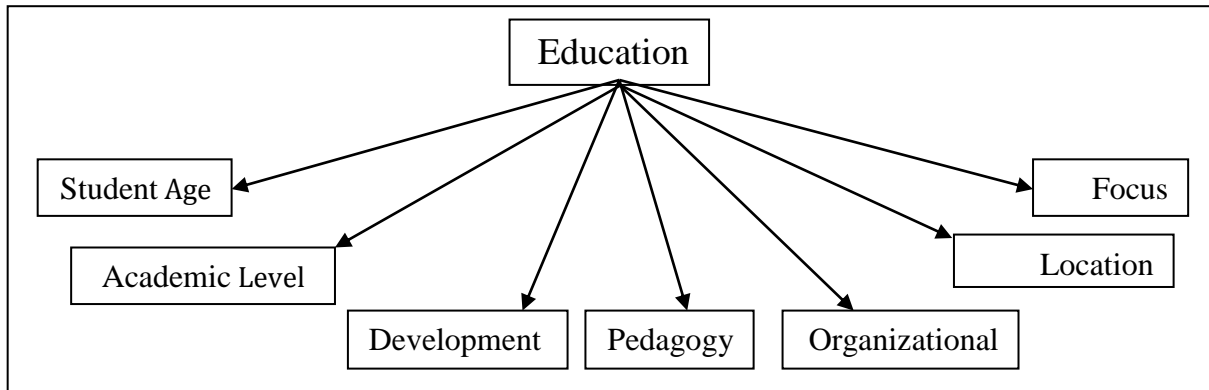 Education
Student Age
Focus
Academic Level
Location
Development
Pedagogy
Organizational